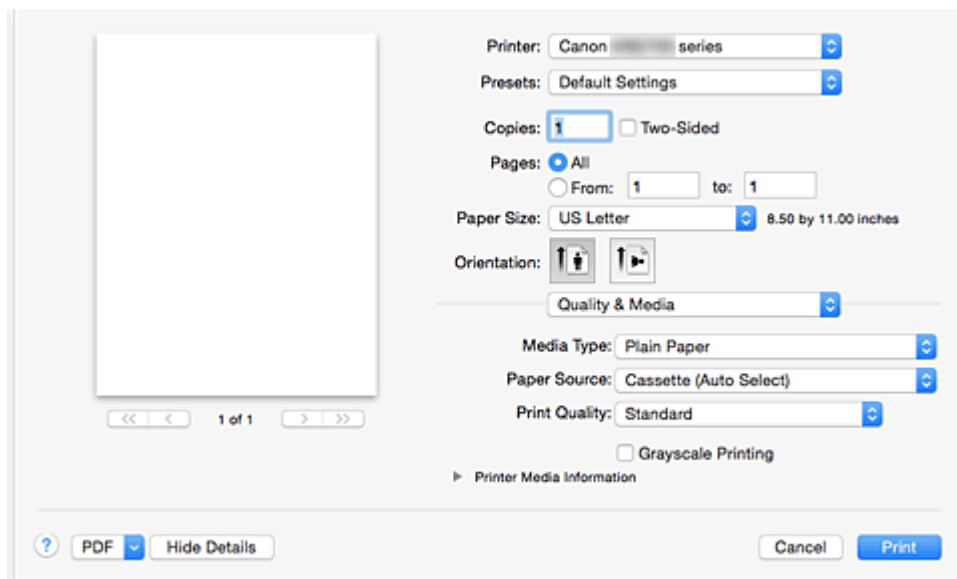 Printer: Canon series
Presets: Default Settings
Copies: 1 Two-Sided
Pages: All
From: 1 to: 1
Paper Size: US Letter 8.50 by 11.00 inches
Orientation:
Quality & Media
Media Type: Plain Paper
Paper Source: Cassette (Auto Select)
Print Quality: Standard
Grayscale Printing
Printer Media Information
<< < 1 of 1 > >>
? PDF Hide Details Cancel Print